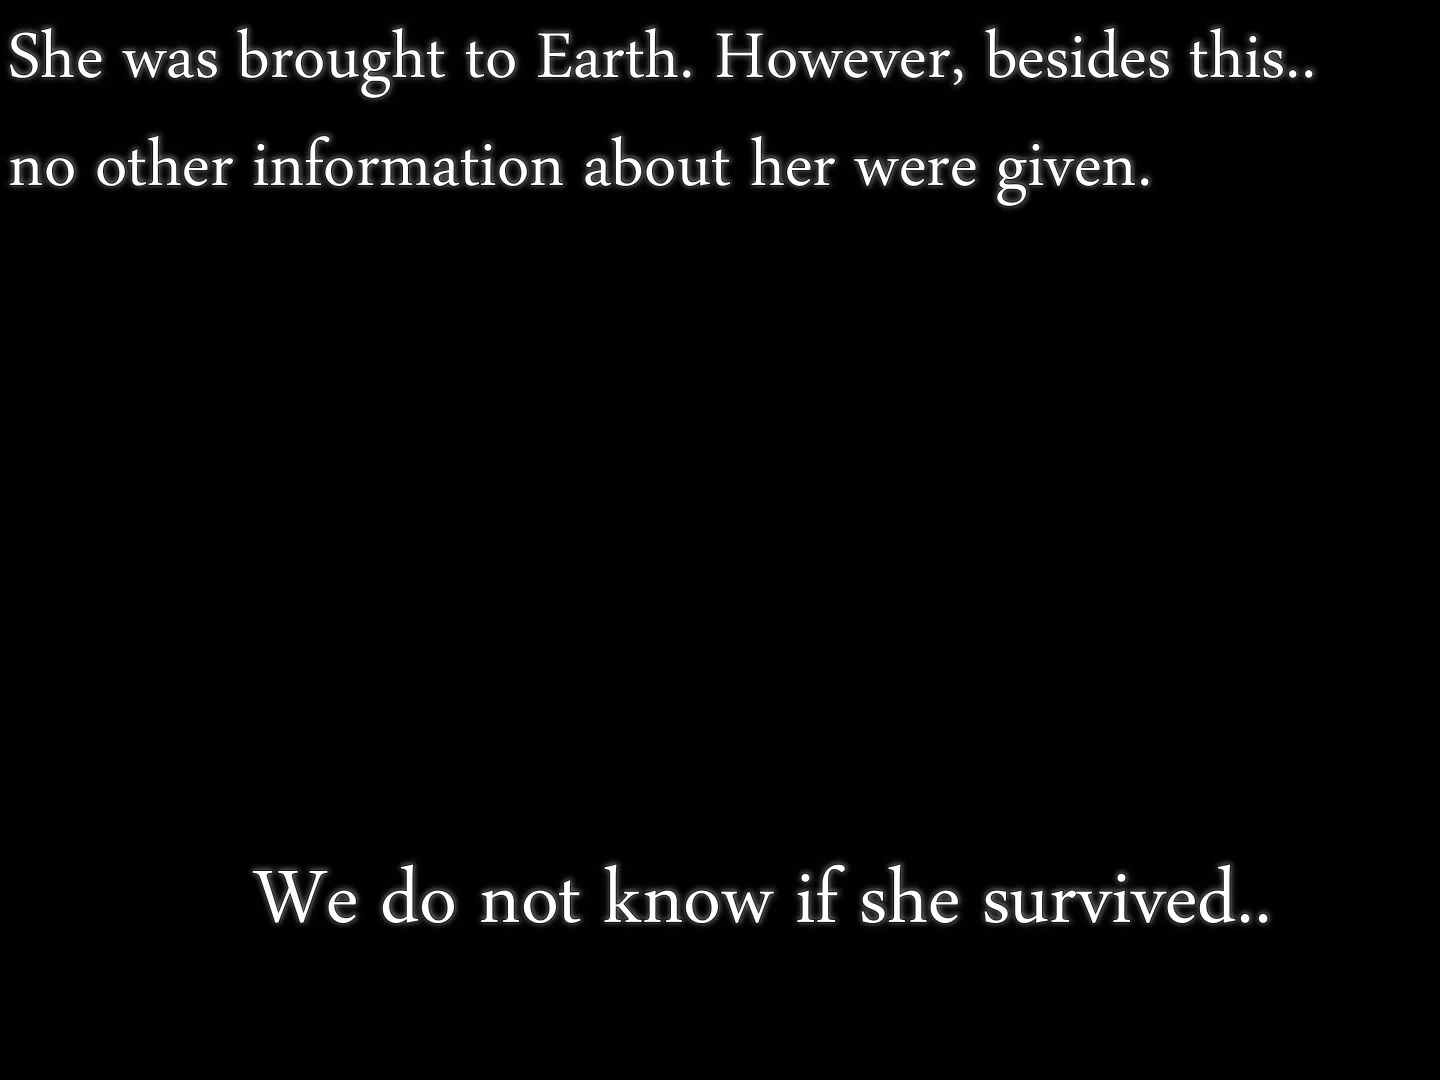 She was brought to Earth. However, besides this..
no other information about her were given.
We do not know if she survived..